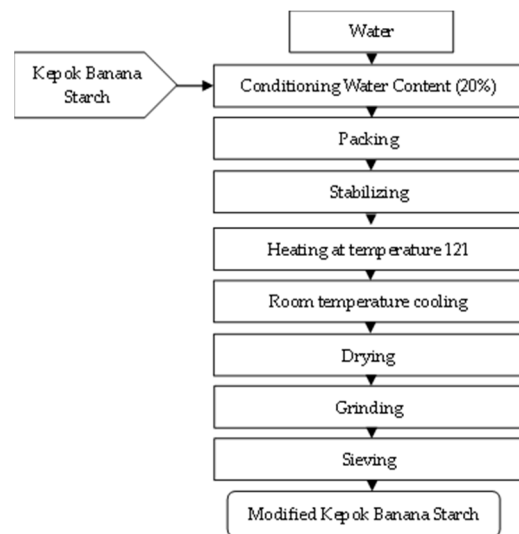 Water
Kepok Banana
Starch
Conditioning Water Content (20%)
Packing
Stabilizing
Heating at temperature 121
Room temperature cooling
Drying
Grinding
Sieving
Modified Kepok Banana Starch